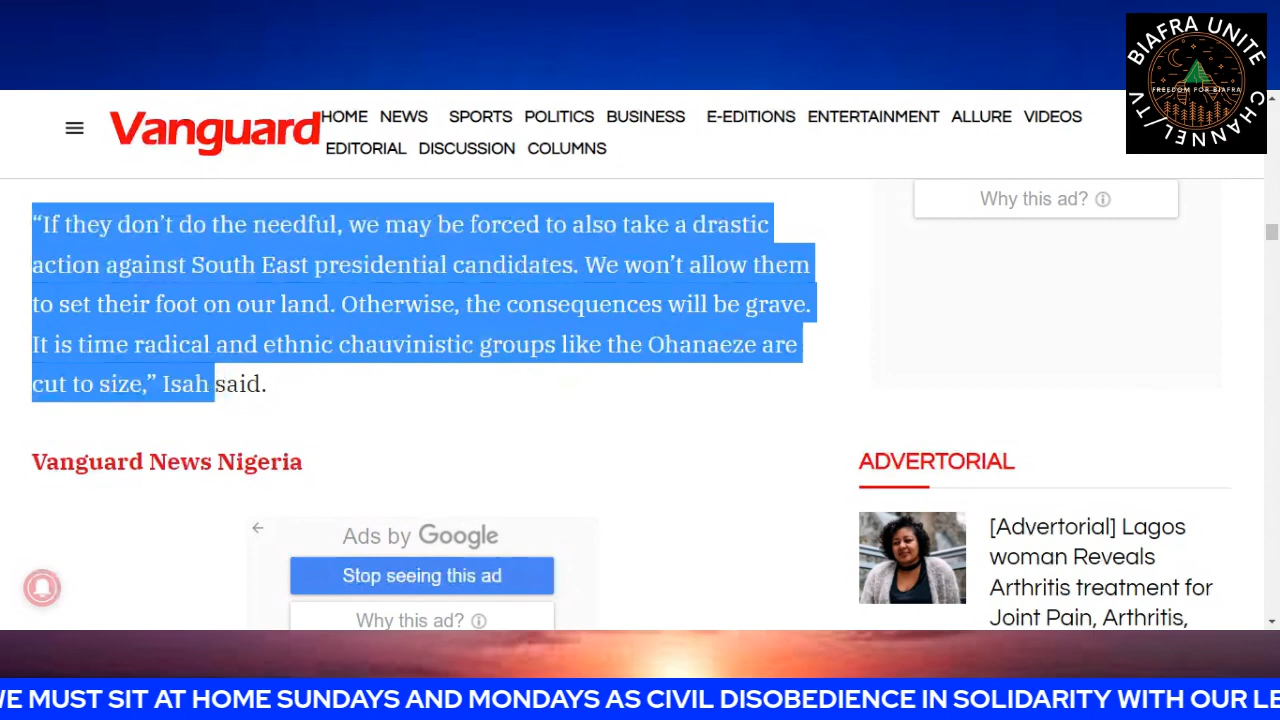 BIAFRA UNITE
FREEDOM FOR BIAFRA
CHANNEL/TV
Vanguard
HOME NEWS SPORTS POLITICS BUSINESS E-EDITIONS ENTERTAINMENT ALLURE VIDEOS
EDITORIAL DISCUSSION COLUMNS
Why this ad?
“If they don’t do the needful, we may be forced to also take a drastic
action against South East presidential candidates. We won’t allow them
to set their foot on our land. Otherwise, the consequences will be grave.
It is time radical and ethnic chauvinistic groups like the Ohanaeze are
cut to size,” Isah said.
Vanguard News Nigeria
Ads by Google
Stop seeing this ad
Why this ad?
ADVERTORIAL
[Advertorial] Lagos
woman Reveals
Arthritis treatment for
Joint Pain, Arthritis,
WE MUST SIT AT HOME SUNDAYS AND MONDAYS AS CIVIL DISOBEDIENCE IN SOLIDARITY WITH OUR LE